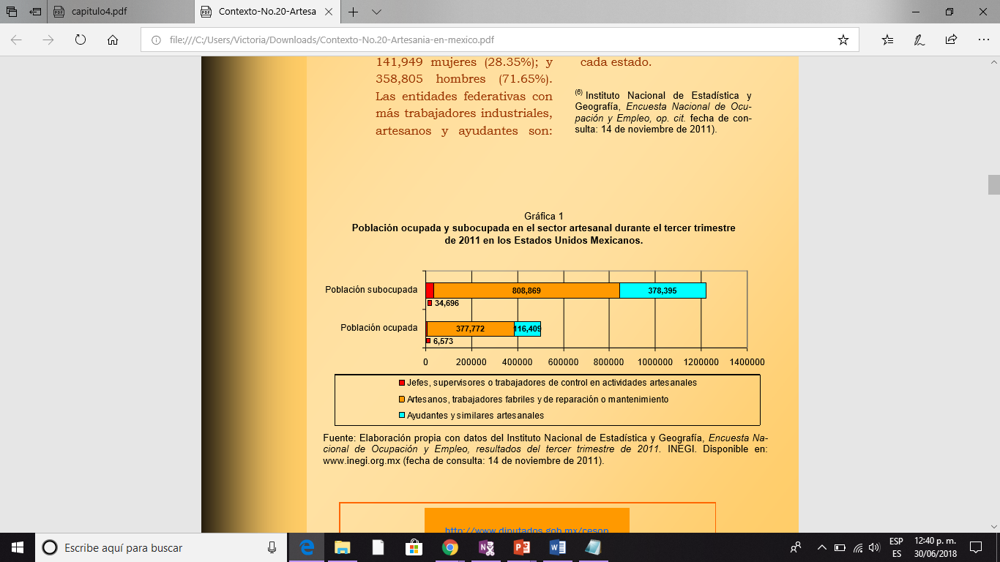 capitulo4.pdf
Contexto-No.20-Artesa
file:///C:/Users/Victoria/Downloads/Contexto-No.20-Artesania-en-mexico.pdf
141,949 mujeres (28.35%); y
358,805 hombres (71.65%).
Las entidades federativas con
más trabajadores industriales,
artesanos y ayudantes son:
cada estado.
(6) Instituto Nacional de Estadística y
Geografía, Encuesta Nacional de Ocu-
pación y Empleo, op. cit. fecha de con-
sulta: 14 de noviembre de 2011).
Gráfica 1
Población ocupada y subocupada en el sector artesanal durante el tercer trimestre
de 2011 en los Estados Unidos Mexicanos.
Población subocupada
808,869
378,395
34,696
Población ocupada
377,772
116,409
6,573
0 200000 400000 600000 800000 1000000 1200000 1400000
Jefes, supervisores o trabajadores de control en actividades artesanales
Artesanos, trabajadores fabriles y de reparación o mantenimiento
Ayudantes y similares artesanales
Fuente: Elaboración propia con datos del Instituto Nacional de Estadística y Geografía, Encuesta Na-
cional de Ocupación y Empleo, resultados del tercer trimestre de 2011. INEGI. Disponible en:
www.inegi.org.mx (fecha de consulta: 14 de noviembre de 2011).
http://www.diputados.gob.mx/cesop
Escribe aquí para buscar
ESP
ES
12:40 p. m.
30/06/2018